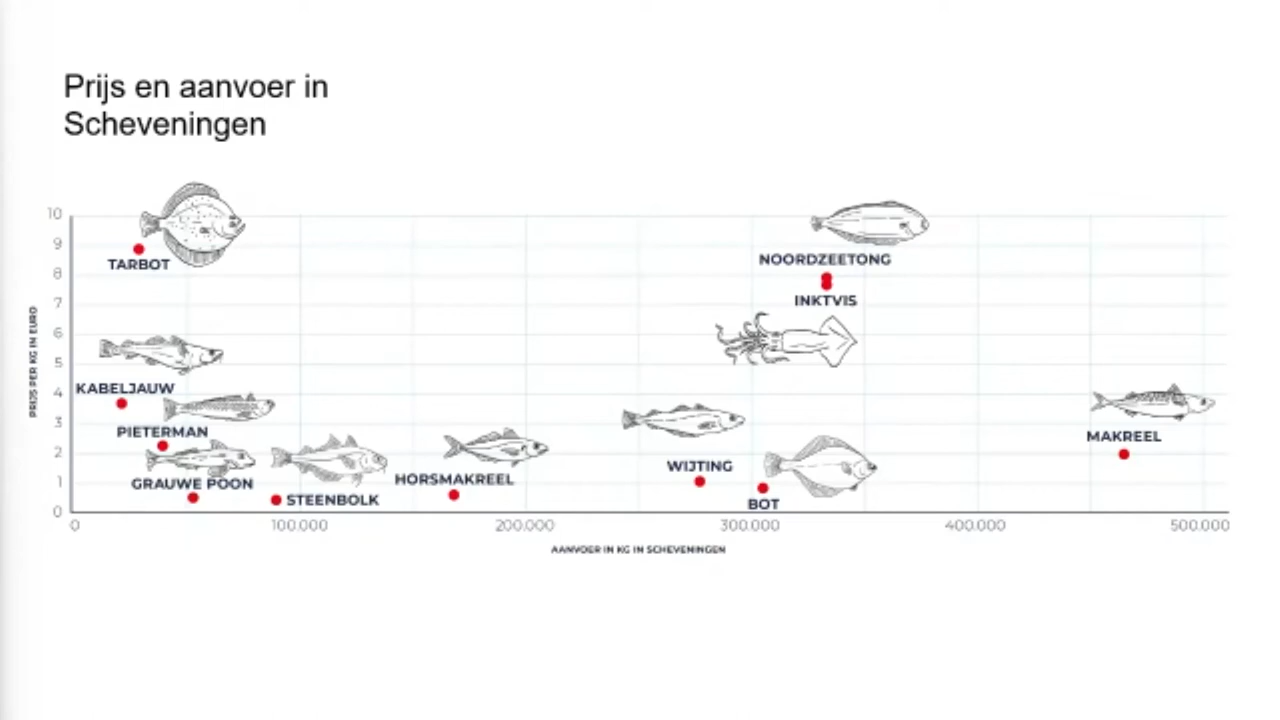 Prijs en aanvoer in
Scheveningen
PRIJS PER KG IN EURO
10
9
8
7
6
5
4
3
2
1
0
TARBOT
NOORDZEETONG
INKTVIS
KABELJAUW
PIETERMAN
MAKREEL
WIJTING
HORSMAKREEL
GRAUWE POON
STEENBOLK
BOT
0
100.000
200.000
300.000
400.000
500.000
AANVOER IN KG IN SCHEVENINGEN